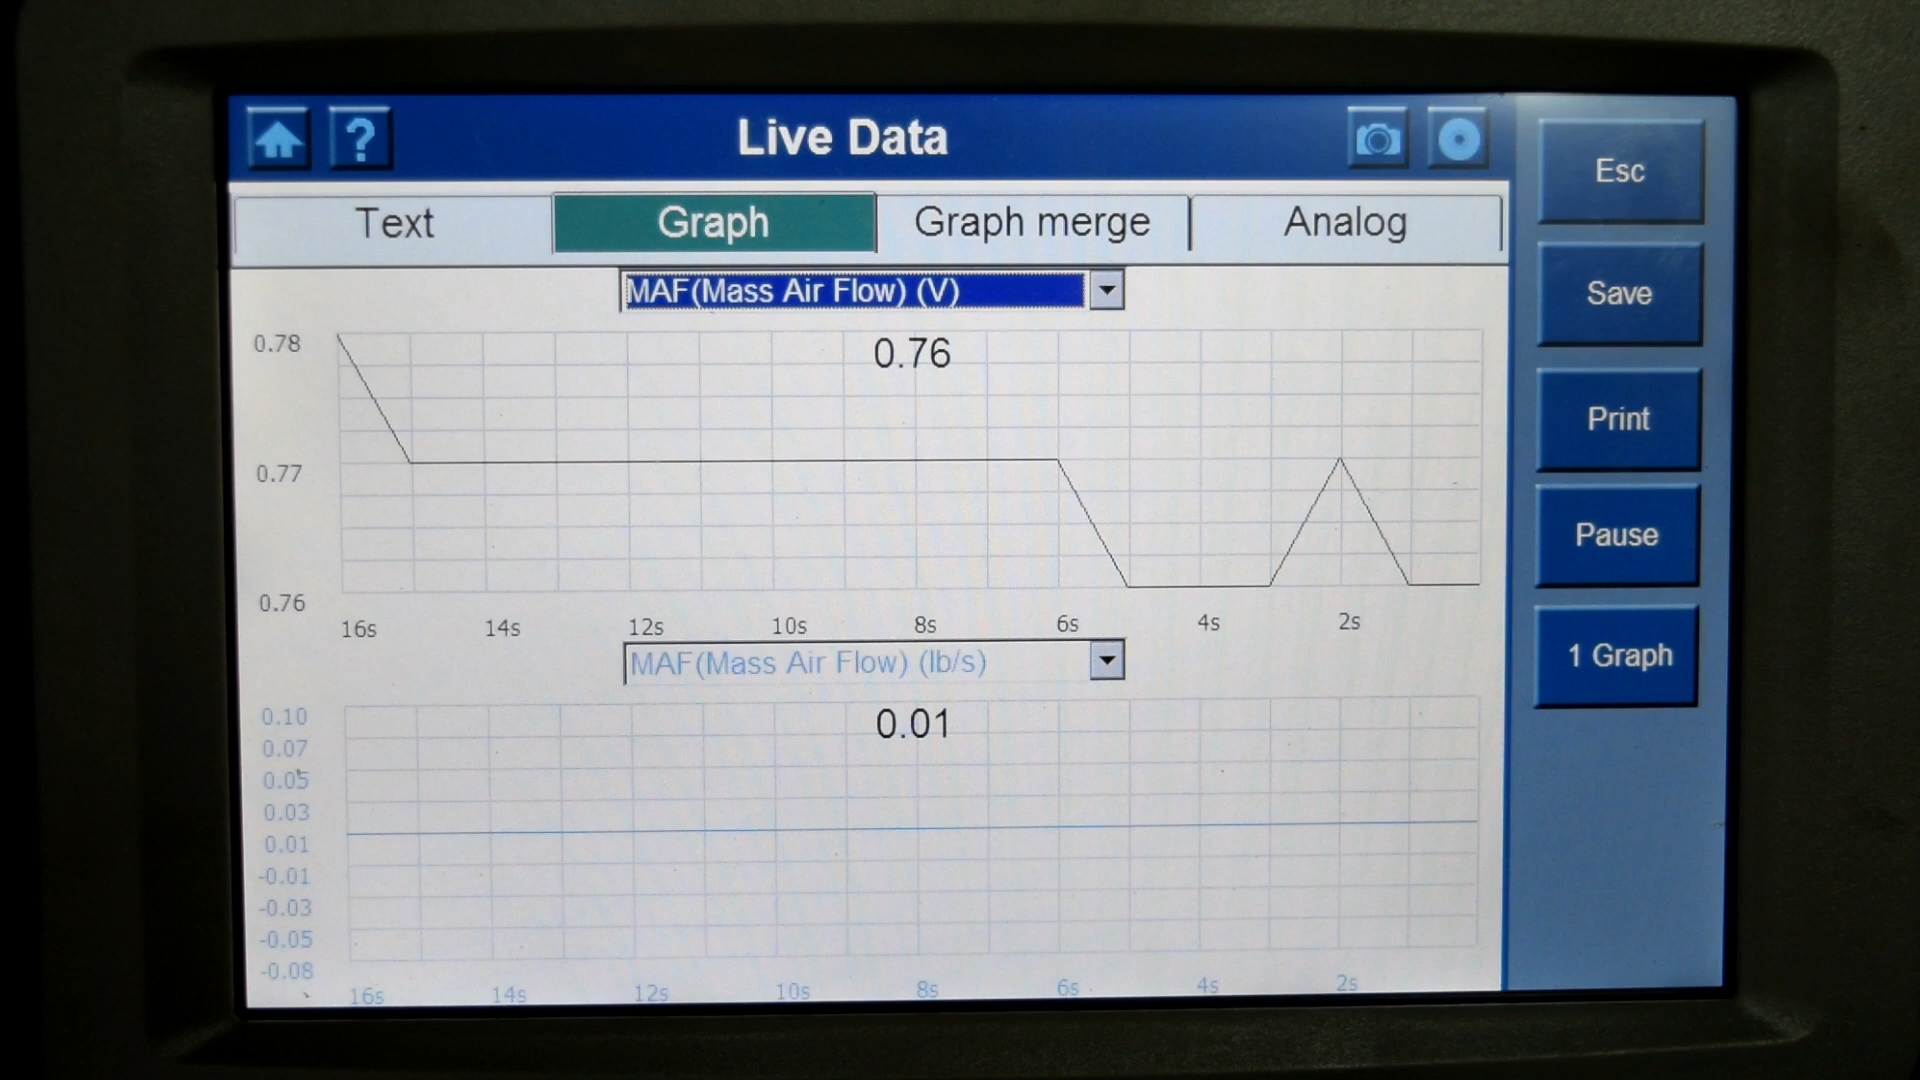 Live Data
Esc
Text Graph Graph merge Analog
MAF(Mass Air Flow) (V)
Save
0.78
0.76
Print
0.77
Pause
0.76
16s 14s 12s 10s 8s 6s 4s 2s
MAF(Mass Air Flow) (lb/s)
1 Graph
0.10
0.01
0.07
0.05
0.03
0.01
-0.01
-0.03
-0.05
-0.08
16s 14s 12s 10s 8s 6s 4s 2s